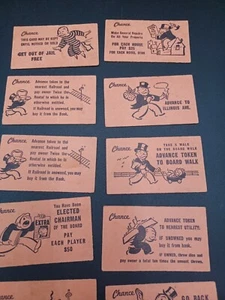 Chance
THIS CARD MAY BE KEPT
UNTIL NEEDED OR SOLD
GET OUT OF JAIL
FREE
Chance
Make General Repairs
On All Your Property
FOR EACH HOUSE
PAY $25
Chance
Advance token to the
nearest Railroad and
pay owner Twice the
Rental to which he is
otherwise entitled.
If Railroad is unowned, you may
buy it from the Bank.
Chance
ADVANCE TO
ILLINOIS AVE.
Chance
Advance token to the
nearest Railroad and
pay owner Twice the
Rental to which he is
otherwise entitled.
If Railroad is unowned, you may
buy it from the Bank.
TAKE A WALK
ON THE BOARD WALK
ADVANCE TOKEN
TO BOARD WALK
Chance
You Have Been
ELECTED
CHAIRMAN
OF THE BOARD
PAY
EACH PLAYER
$50
EXTRA
Chance
ADVANCE TOKEN
TO NEAREST UTILITY.
IF UNOWNED you may
buy it from bank.
IF OWNED, throw dice and
pay owner a total ten times the amount thrown.
Chance
GO BACK